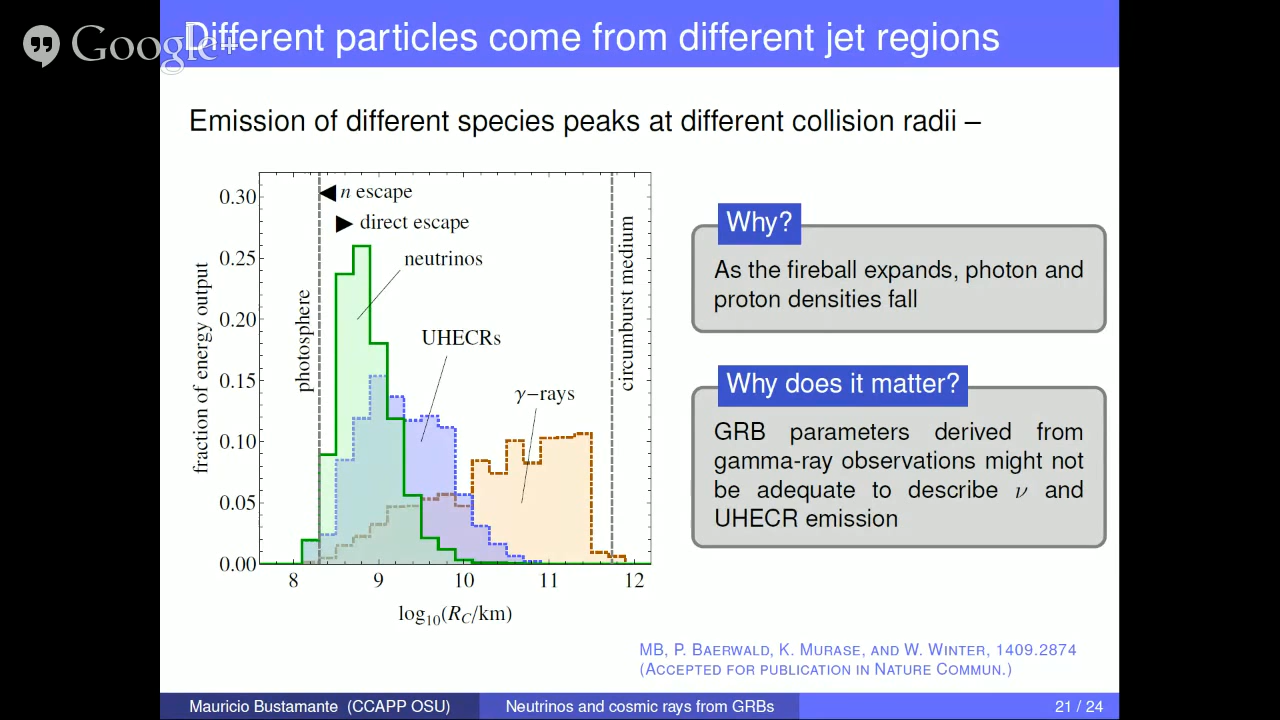 Google+
Different particles come from different jet regions
Emission of different species peaks at different collision radii –
0.30
0.25
0.20
0.15
0.10
0.05
0.00
fraction of energy output
8
9
10
11
12
log10(RC/km)
◀ n escape
▶ direct escape
photosphere
neutrinos
UHECRs
γ−rays
circumburst medium
Why?
As the fireball expands, photon and
proton densities fall
Why does it matter?
GRB parameters derived from
gamma-ray observations might not
be adequate to describe ν and
UHECR emission
MB, P. Baerwald, K. Murase, and W. Winter, 1409.2874
(Accepted for publication in Nature Commun.)
Mauricio Bustamante (CCAPP OSU)
Neutrinos and cosmic rays from GRBs
21 / 24